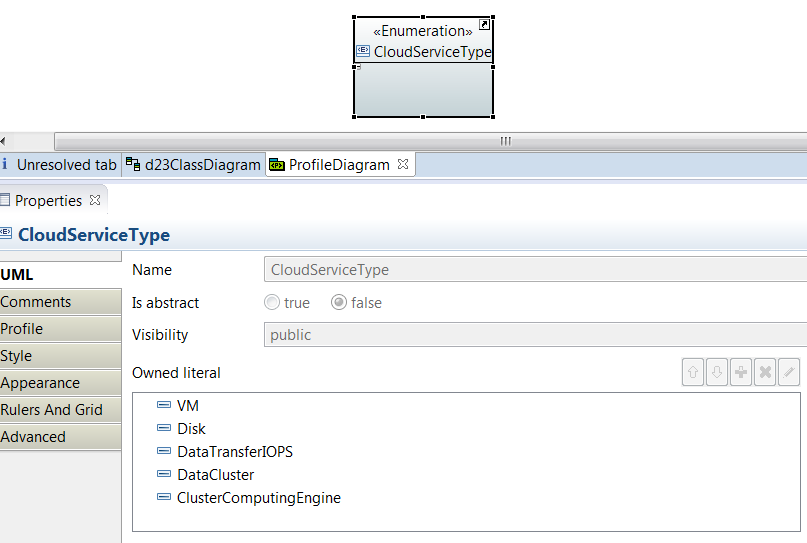 «Enumeration»
CloudServiceType
Unresolved tab d23ClassDiagram ProfileDiagram
Properties
CloudServiceType
UML
Comments
Profile
Style
Appearance
Rulers And Grid
Advanced
Name CloudServiceType
Is abstract true false
Visibility public
Owned literal
VM
Disk
DataTransferIOPS
DataCluster
ClusterComputingEngine